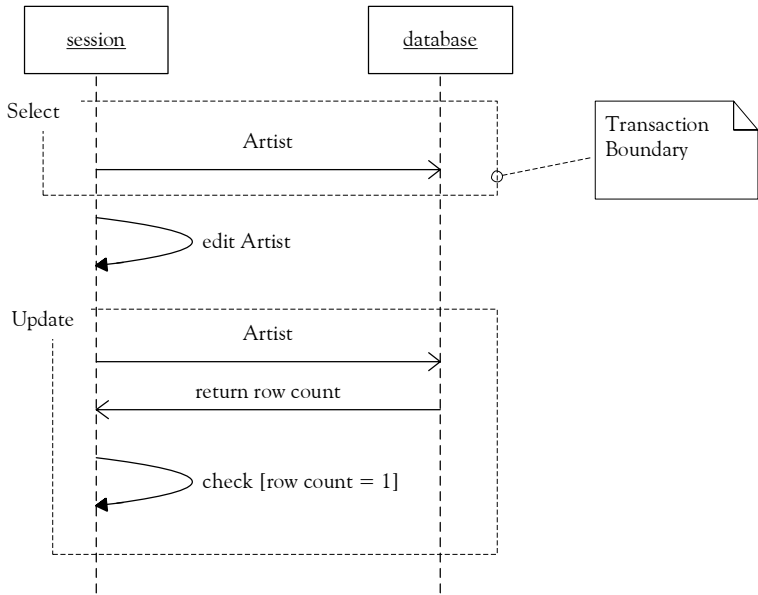 session
database
Select
Artist
Transaction
Boundary
edit Artist
Update
Artist
return row count
check [row count = 1]